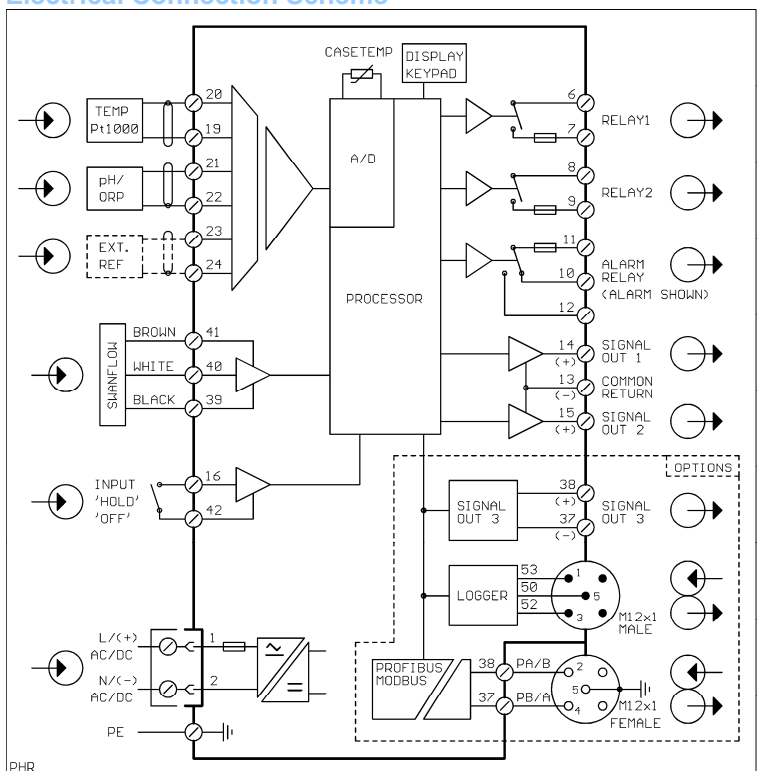 Electrical Connection Scheme
CASETEMP
DISPLAY
KEYPAD
TEMP
Pt1000
20
19
pH/
ORP
21
22
EXT.
REF
23
24
A/D
PROCESSOR
6
7
RELAY1
8
9
RELAY2
11
10
12
ALARM
RELAY
(ALARM SHOWN)
SWANFLOW
BROWN
41
WHITE
40
BLACK
39
14
(+)
SIGNAL
OUT 1
13
(-)
COMMON
RETURN
15
(+)
SIGNAL
OUT 2
INPUT
'HOLD'
'OFF'
16
42
OPTIONS
SIGNAL
OUT 3
38
(+)
37
(-)
SIGNAL
OUT 3
LOGGER
53
50
52
1
5
3
M12x1
MALE
L/(+)
AC/DC
1
N/(-)
AC/DC
2
PE
PROFIBUS
MODBUS
38
PA/B
37
PB/A
2
5
4
M12x1
FEMALE
PHR